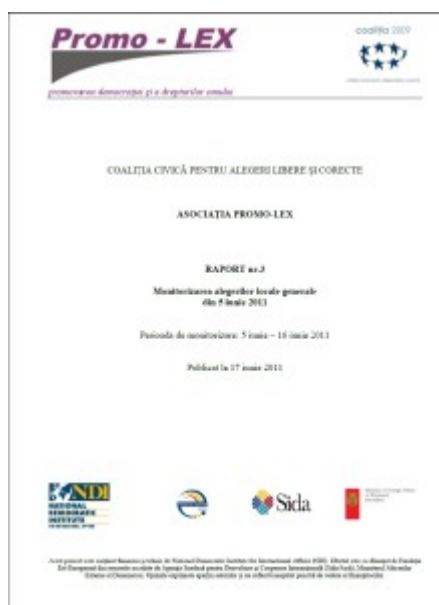 Promo - LEX
promovarea democrației și a drepturilor omului
coaliția 2009
COALIȚIA CIVICĂ PENTRU ALEGERI LIBERE ȘI CORECTE
ASOCIAȚIA PROMO-LEX
RAPORT nr.3
Monitorizarea alegerilor locale generale
din 5 iunie 2011
Perioada de monitorizare: 5 iunie – 16 iunie 2011
Publicat în 17 iunie 2011
NDI
NATIONAL
DEMOCRATIC
INSTITUTE
Sida